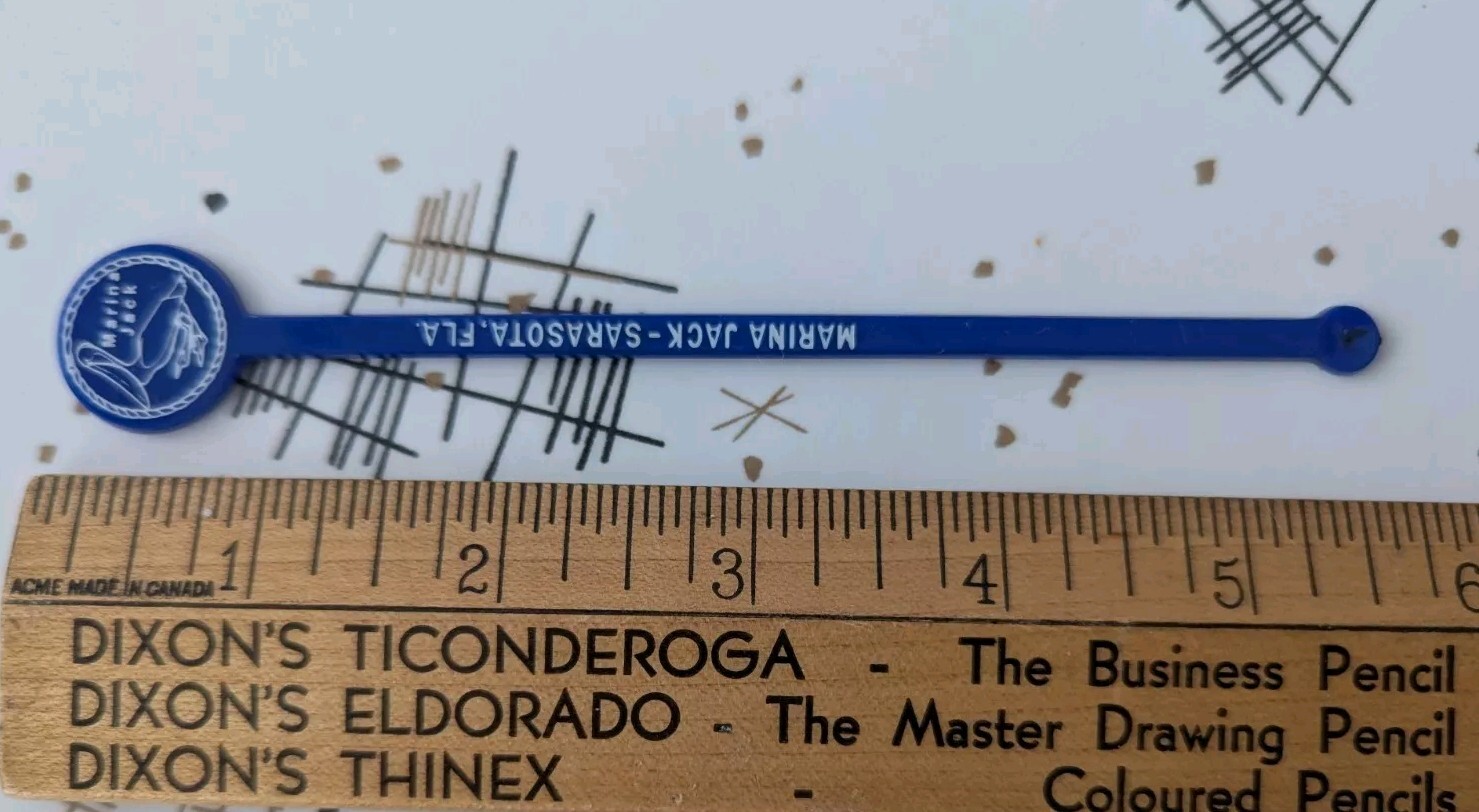 Marina
Jack
MARINA JACK-SARASOTA, FLA.
1 2 3 4 5 6
ACME MADE IN CANADA
DIXON'S TICONDEROGA - The Business Pencil
DIXON'S ELDORADO - The Master Drawing Pencil
DIXON'S THINEX - Coloured Pencils